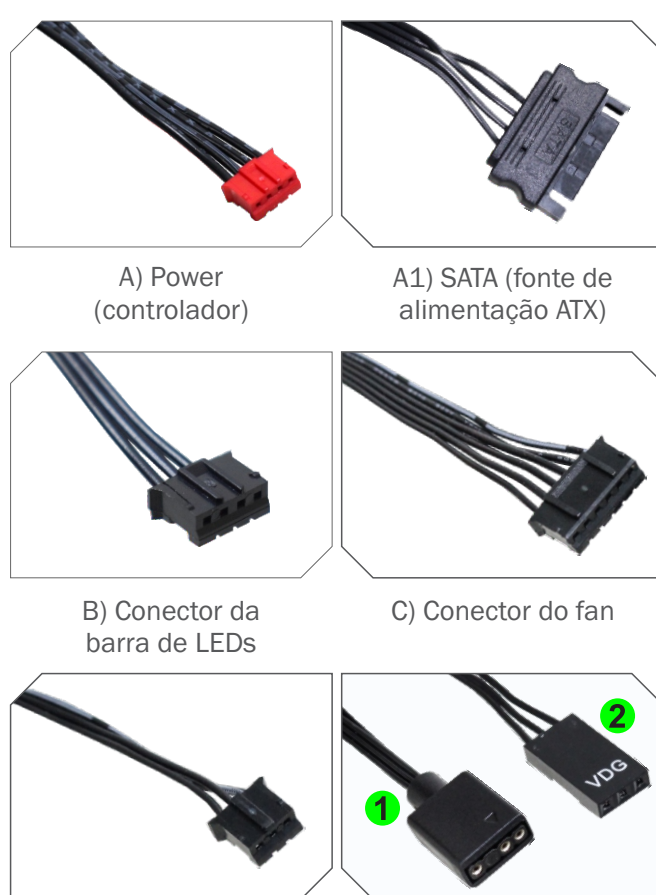 SATA
A) Power
(controlador)
A1) SATA (fonte de
alimentação ATX)
B) Conector da
barra de LEDs
C) Conector do fan
1
2
VDG